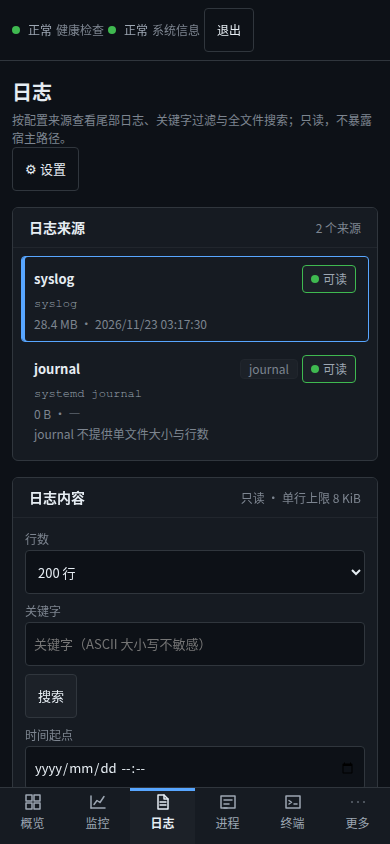 正常 健康检查 正常 系统信息 退出
日志
按配置来源查看尾部日志、关键字过滤与全文件搜索；只读，不暴露
宿主路径。
⚙ 设置
日志来源 2 个来源
syslog 可读
syslog
28.4 MB · 2026/11/23 03:17:30
journal journal 可读
systemd journal
0 B · —
journal 不提供单文件大小与行数
日志内容 只读 · 单行上限 8 KiB
行数
200 行
关键字
关键字（ASCII 大小写不敏感）
搜索
时间起点
yyyy/mm/dd --:--
概览 监控 日志 进程 终端 更多